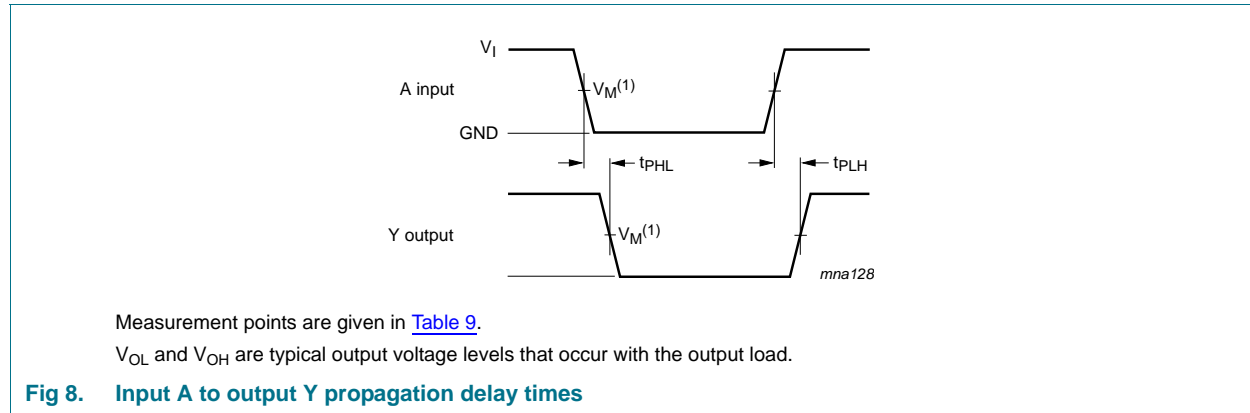 VI
A input
VM(1)
GND
tPHL
tPLH
Y output
VM(1)
mna128
Measurement points are given in Table 9.
VOL and VOH are typical output voltage levels that occur with the output load.
Fig 8. Input A to output Y propagation delay times